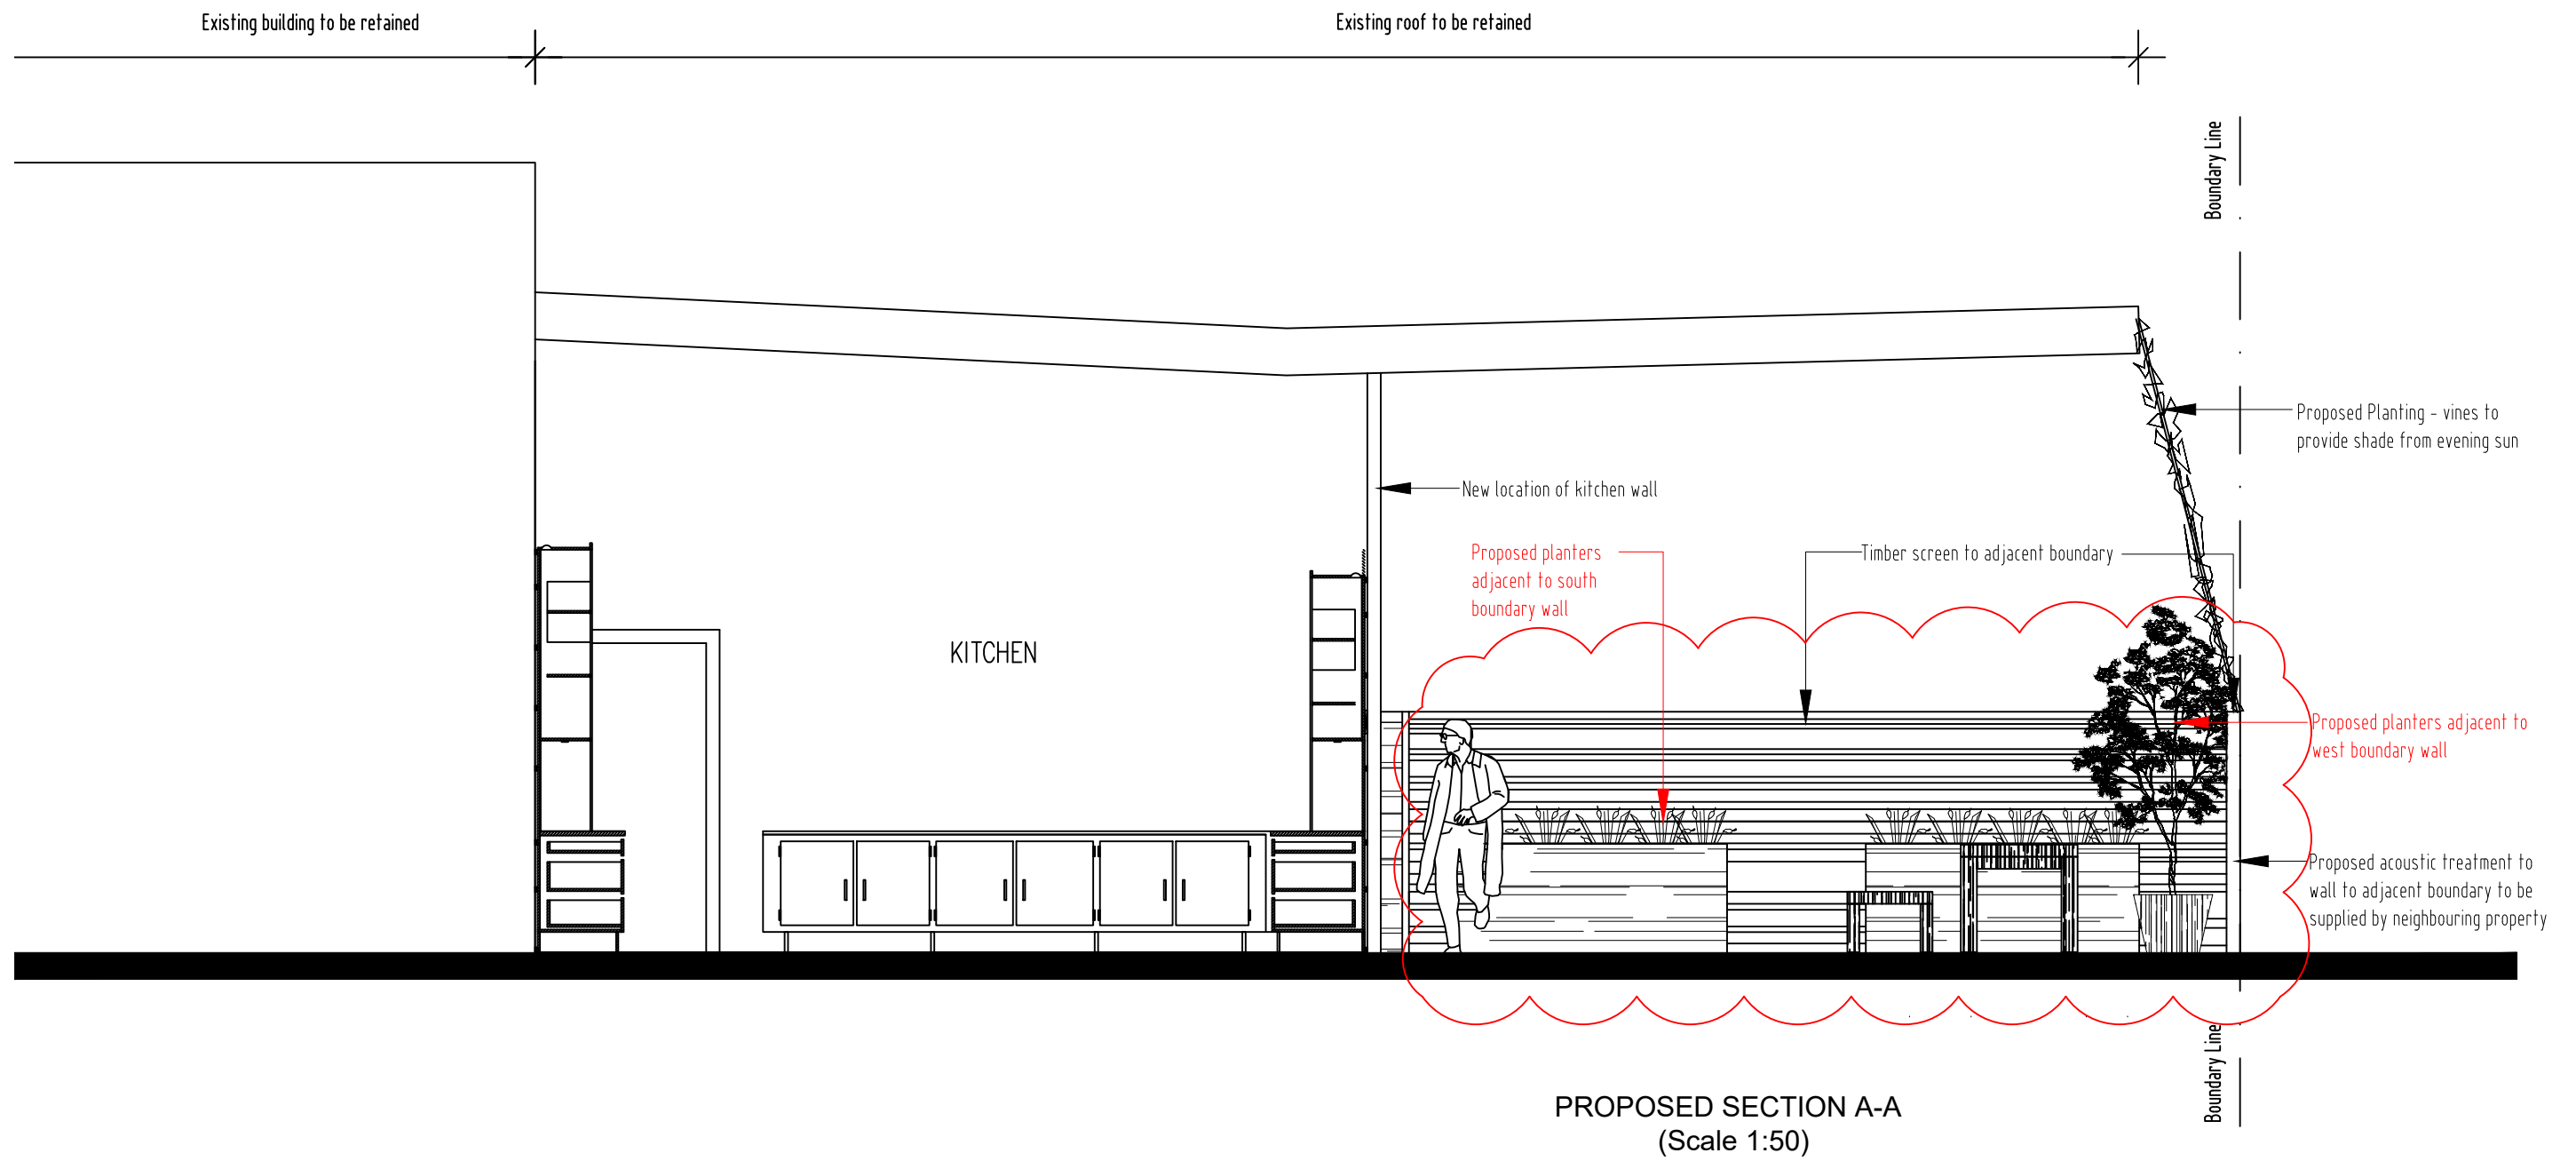 Existing building to be retained
Existing roof to be retained
Boundary Line
Proposed Planting - vines to
provide shade from evening sun
New location of kitchen wall
Proposed planters
adjacent to south
boundary wall
Timber screen to adjacent boundary
KITCHEN
Proposed planters adjacent to
west boundary wall
Proposed acoustic treatment to
wall to adjacent boundary to be
supplied by neighbouring property
Boundary Line
PROPOSED SECTION A-A
(Scale 1:50)